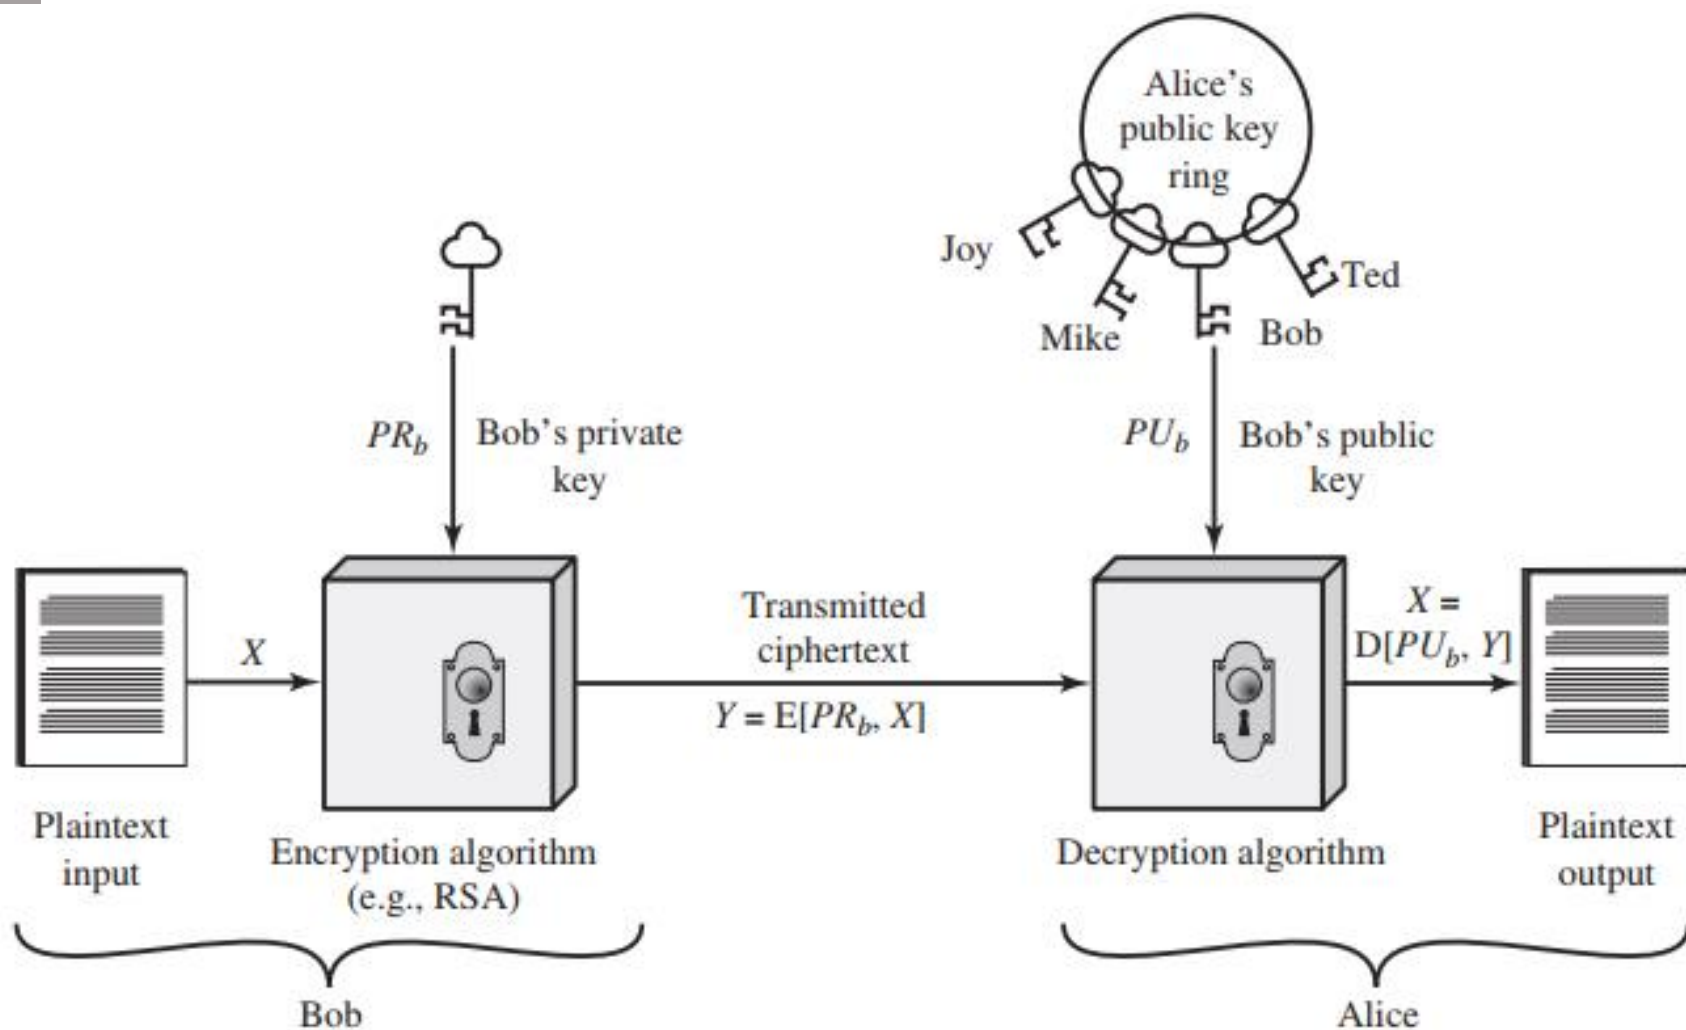 Alice's
public key
ring
Joy
Mike
Bob
Ted
PR_b
Bob's private
key
PU_b
Bob's public
key
X
Transmitted
ciphertext
Y = E[PR_b, X]
X =
D[PU_b, Y]
Plaintext
input
Encryption algorithm
(e.g., RSA)
Decryption algorithm
Plaintext
output
Bob
Alice